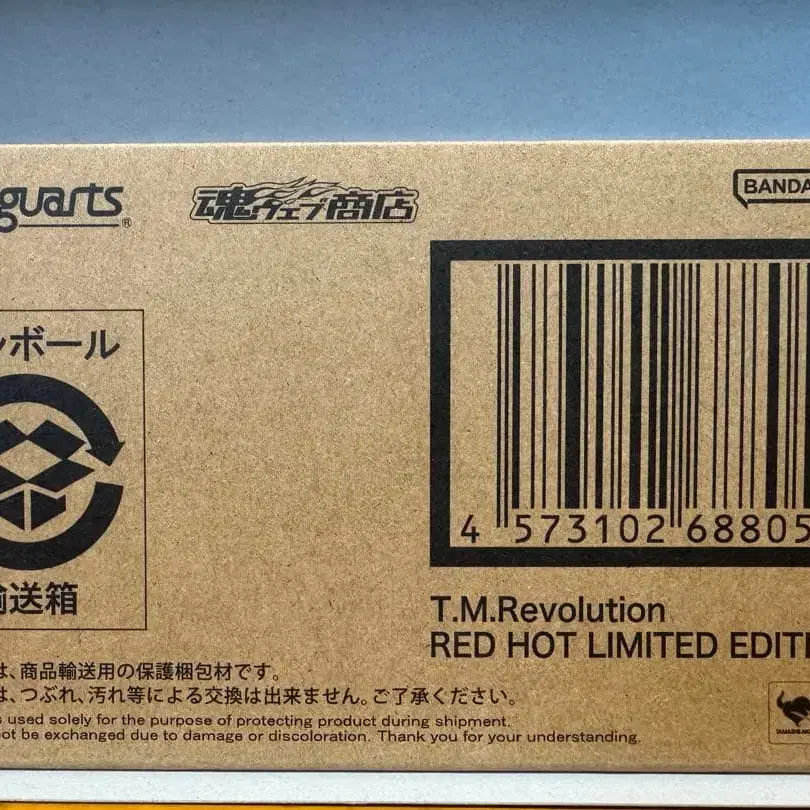 guarts®
魂ウェブ商店
BANDA
ンボール
輸送箱
4 573102 68805
T.M.Revolution
RED HOT LIMITED EDITI
は、商品輸送用の保護梱包材です。
は、つぶれ、汚れ等による交換は出来ません。ご了承ください。
s used solely for the purpose of protecting product during shipment.
ot be exchanged due to damage or discoloration. Thank you for your understanding.